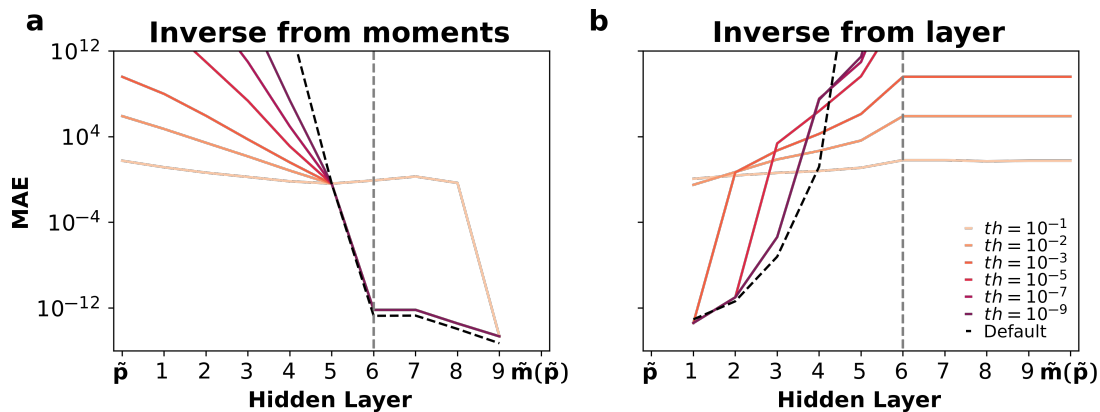 a
Inverse from moments
10^12
10^4
10^−4
10^−12
MAE
p̃ 1 2 3 4 5 6 7 8 9 m̃(p̃)
Hidden Layer
b
Inverse from layer
th = 10^−1
th = 10^−2
th = 10^−3
th = 10^−5
th = 10^−7
th = 10^−9
Default
p̃ 1 2 3 4 5 6 7 8 9 m̃(p̃)
Hidden Layer